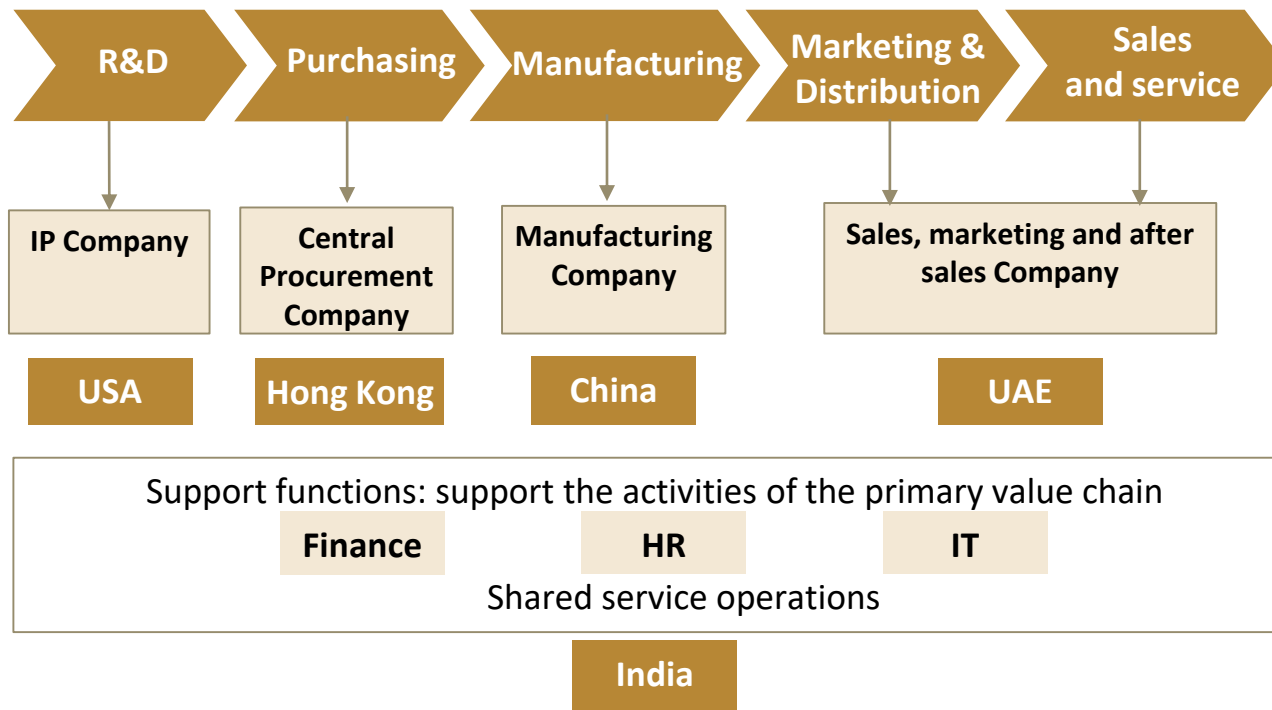 R&D
Purchasing
Manufacturing
Marketing &
Distribution
Sales
and service
IP Company
Central
Procurement
Company
Manufacturing
Company
Sales, marketing and after
sales Company
USA
Hong Kong
China
UAE
Support functions: support the activities of the primary value chain
Finance
HR
IT
Shared service operations
India